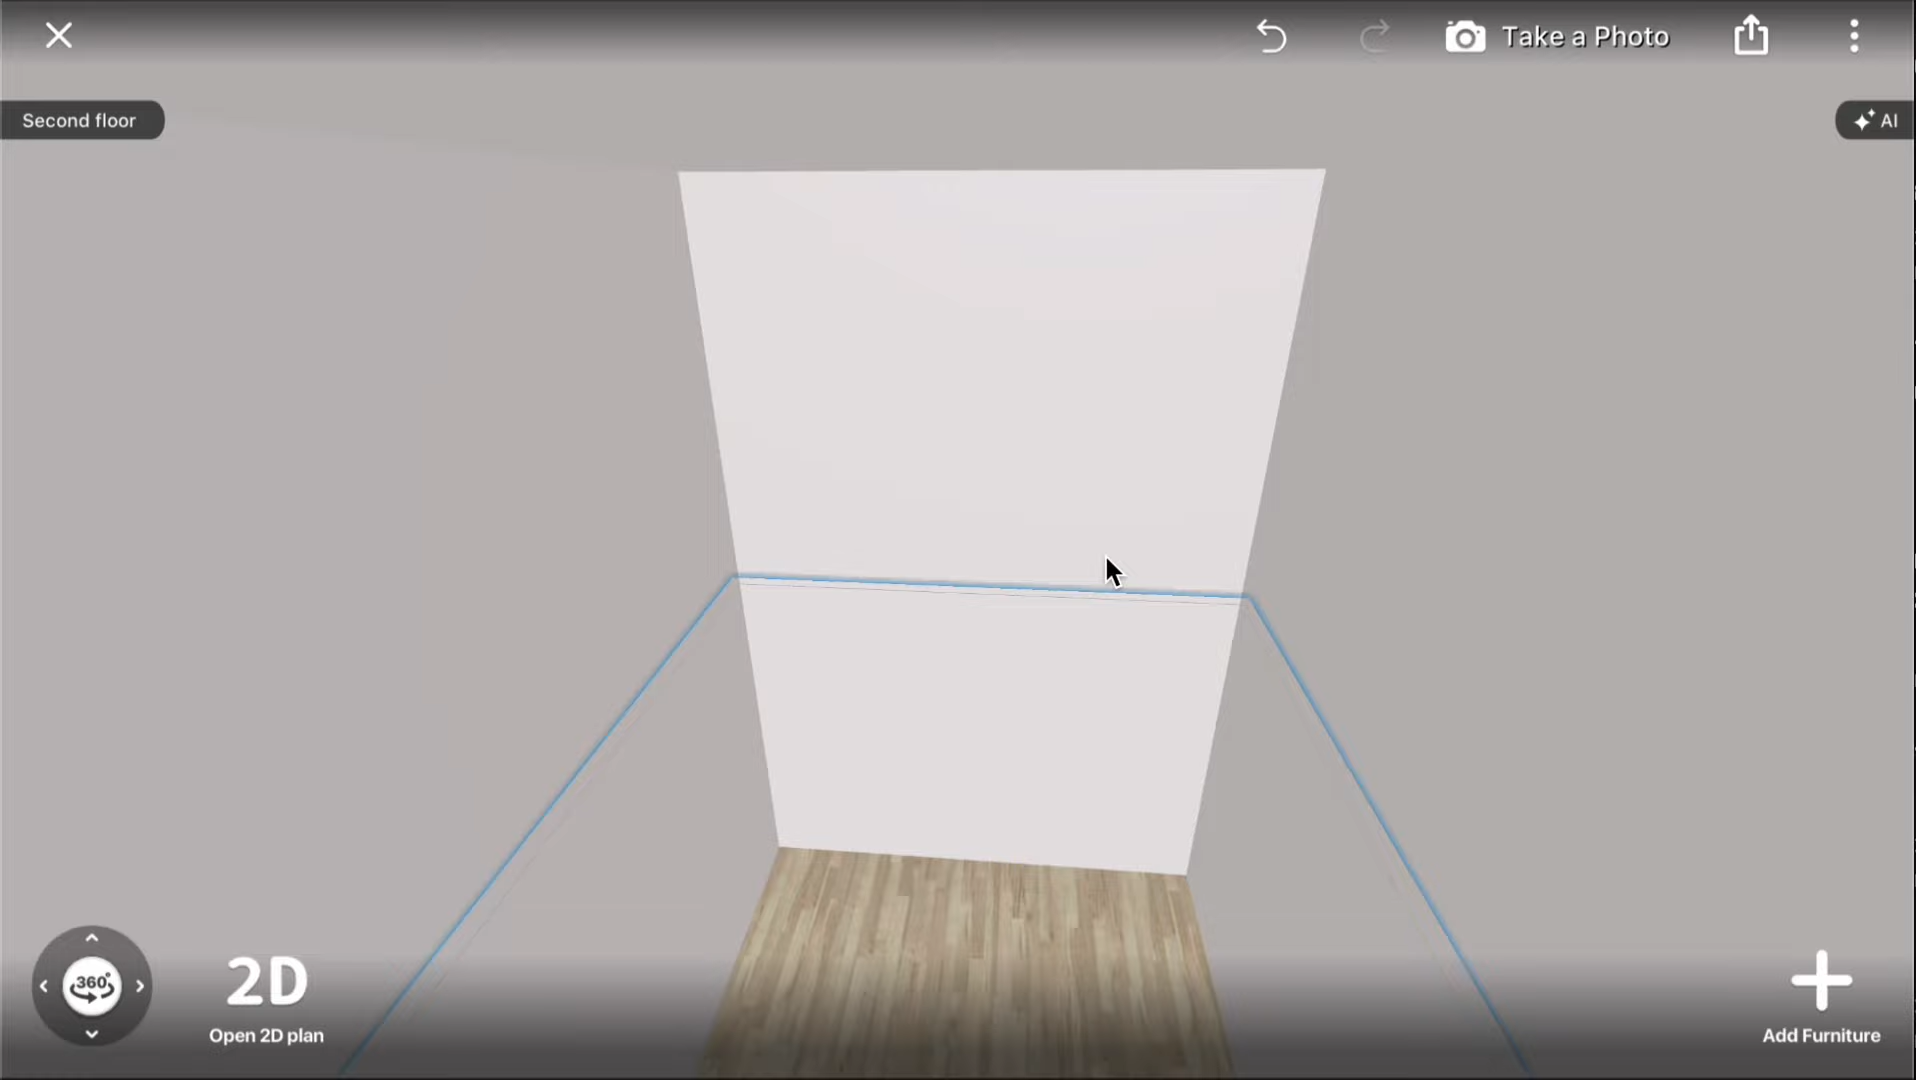 Take a Photo
Second floor
AI
360°
2D
Open 2D plan
Add Furniture